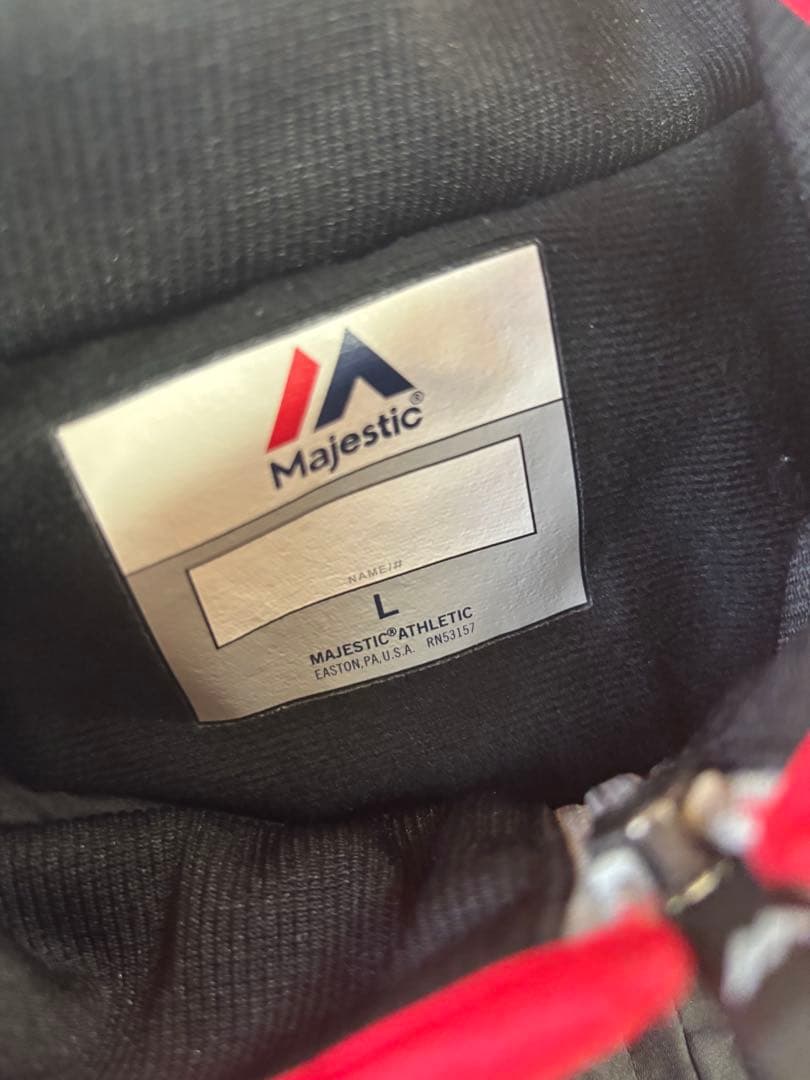 Majestic®
NAME/#
L
MAJESTIC®ATHLETIC
EASTON,PA,U.S.A. RN53157